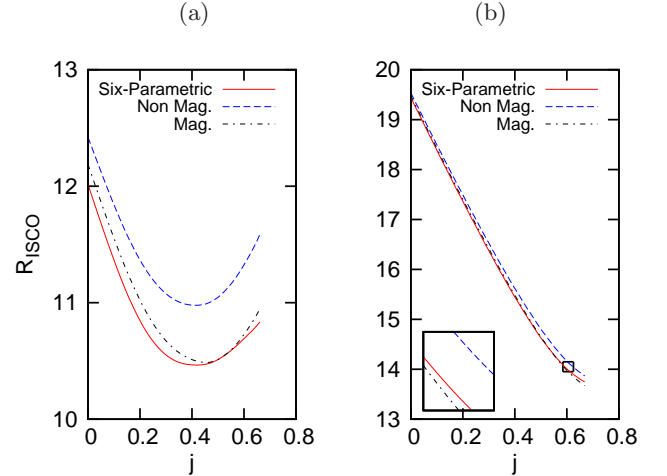 (a)
(b)
13
12
11
10
R_ISCO
0
0.2
0.4
0.6
0.8
j
Six-Parametric
Non Mag.
Mag.
20
19
18
17
16
15
14
13
0
0.2
0.4
0.6
0.8
j
Six-Parametric
Non Mag.
Mag.